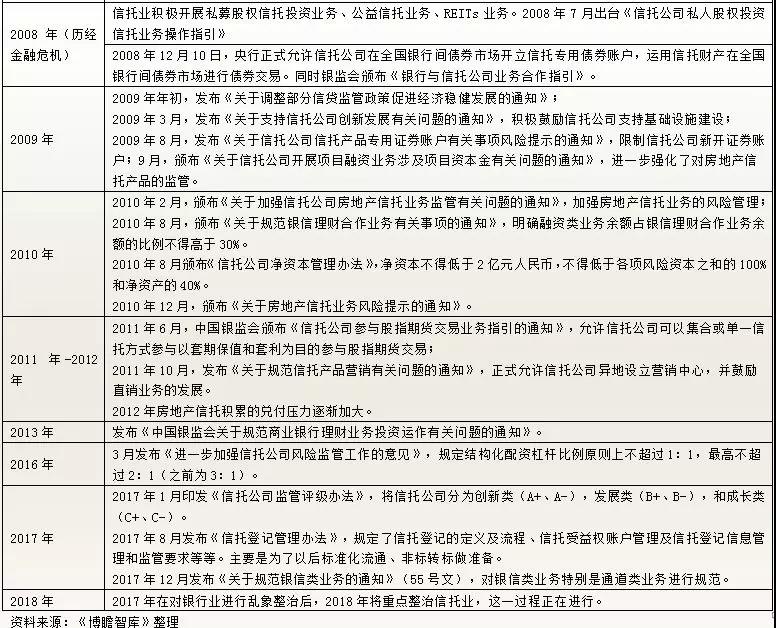 2008 年（历经
金融危机）
信托业积极开展私募股权信托投资业务、公益信托业务、REITs 业务。2008 年 7 月出台《信托公司私人股权投资
信托业务操作指引》
2008 年 12 月 10 日，央行正式允许信托公司在全国银行间债券市场开立信托专用债券账户，运用信托财产在全国
银行间债券市场进行债券交易。同时银监会颁布《银行与信托公司业务合作指引》。
2009 年
2009 年年初，发布《关于调整部分信贷监管政策促进经济稳健发展的通知》；
2009 年 3 月，发布《关于支持信托公司创新发展有关问题的通知》，积极鼓励信托公司支持基础设施建设；
2009 年 8 月，发布《关于信托公司信托产品专用证券账户有关事项风险提示的通知》，限制信托公司新开证券账
户；9 月，颁布《关于信托公司开展项目融资业务涉及项目资本金有关问题的通知》，进一步强化了对房地产信
托产品的监管。
2010 年
2010 年 2 月，颁布《关于加强信托公司房地产信托业务监管有关问题的通知》，加强房地产信托业务的风险管理；
2010 年 8 月，颁布《关于规范银信理财合作业务有关事项的通知》，明确融资类业务余额占银信理财合作业务余
额的比例不得高于 30%。
2010 年 8 月颁布《信托公司净资本管理办法》，净资本不得低于 2 亿元人民币，不得低于各项风险资本之和的 100%
和净资产的 40%。
2010 年 12 月，颁布《关于房地产信托业务风险提示的通知》。
2011 年-2012
年
2011 年 6 月，中国银监会颁布《信托公司参与股指期货交易业务指引的通知》，允许信托公司可以集合或单一信
托方式参与以套期保值和套利为目的参与股指期货交易；
2011 年 10 月，发布《关于规范信托产品营销有关问题的通知》，正式允许信托公司异地设立营销中心，并鼓励
直销业务的发展。
2012 年房地产信托积累的兑付压力逐渐加大。
2013 年
发布《中国银监会关于规范商业银行理财业务投资运作有关问题的通知》。
2016 年
3 月发布《进一步加强信托公司风险监管工作的意见》，规定结构化配资杠杆比例原则上不超过 1：1，最高不超
过 2：1（之前为 3：1）。
2017 年
2017 年 1 月印发《信托公司监管评级办法》，将信托公司分为创新类（A+、A-），发展类（B+、B-），和成长类
（C+、C-）。
2017 年 8 月发布《信托登记管理办法》，规定了信托登记的定义及流程、信托受益权账户管理及信托登记信息管
理和监管要求等等。主要是为了以后标准化流通、非标转标做准备。
2017 年 12 月发布《关于规范银信类业务的通知》（55 号文），对银信类业务特别是通道类业务进行规范。
2018 年
2017 年在对银行业进行乱象整治后，2018 年将重点整治信托业，这一过程正在进行。
资料来源：《博瞻智库》整理